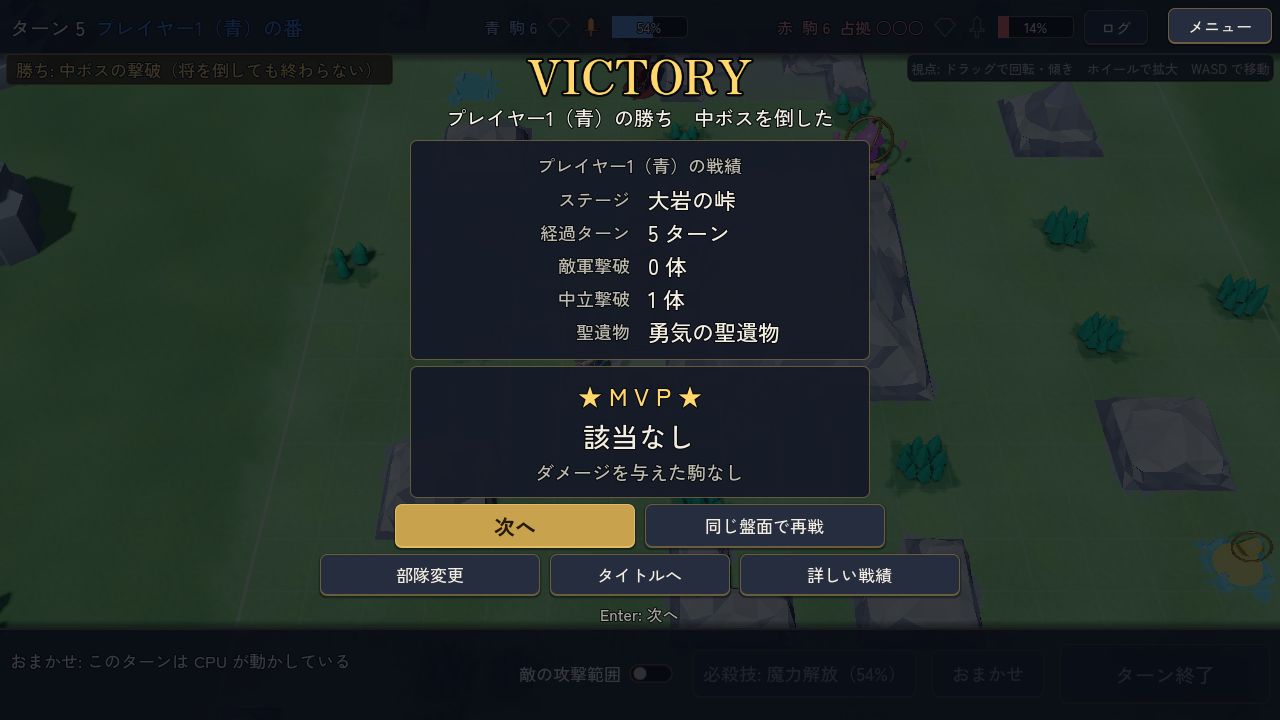 ターン 5 プレイヤー1（青）の番
青 駒 6 54%
赤 駒 6 占拠 〇〇〇 14%
ログ
メニュー
勝ち: 中ボスの撃破（将を倒しても終わらない）
視点: ドラッグで回転・傾き ホイールで拡大 WASD で移動
VICTORY
プレイヤー1（青）の勝ち 中ボスを倒した
プレイヤー1（青）の戦績
ステージ 大岩の峠
経過ターン 5 ターン
敵軍撃破 0 体
中立撃破 1 体
聖遺物 勇気の聖遺物
★ M V P ★
該当なし
ダメージを与えた駒なし
次へ
同じ盤面で再戦
部隊変更
タイトルへ
詳しい戦績
Enter: 次へ
おまかせ: このターンは CPU が動かしている
敵の攻撃範囲
必殺技: 魔力解放（54%）
おまかせ
ターン終了